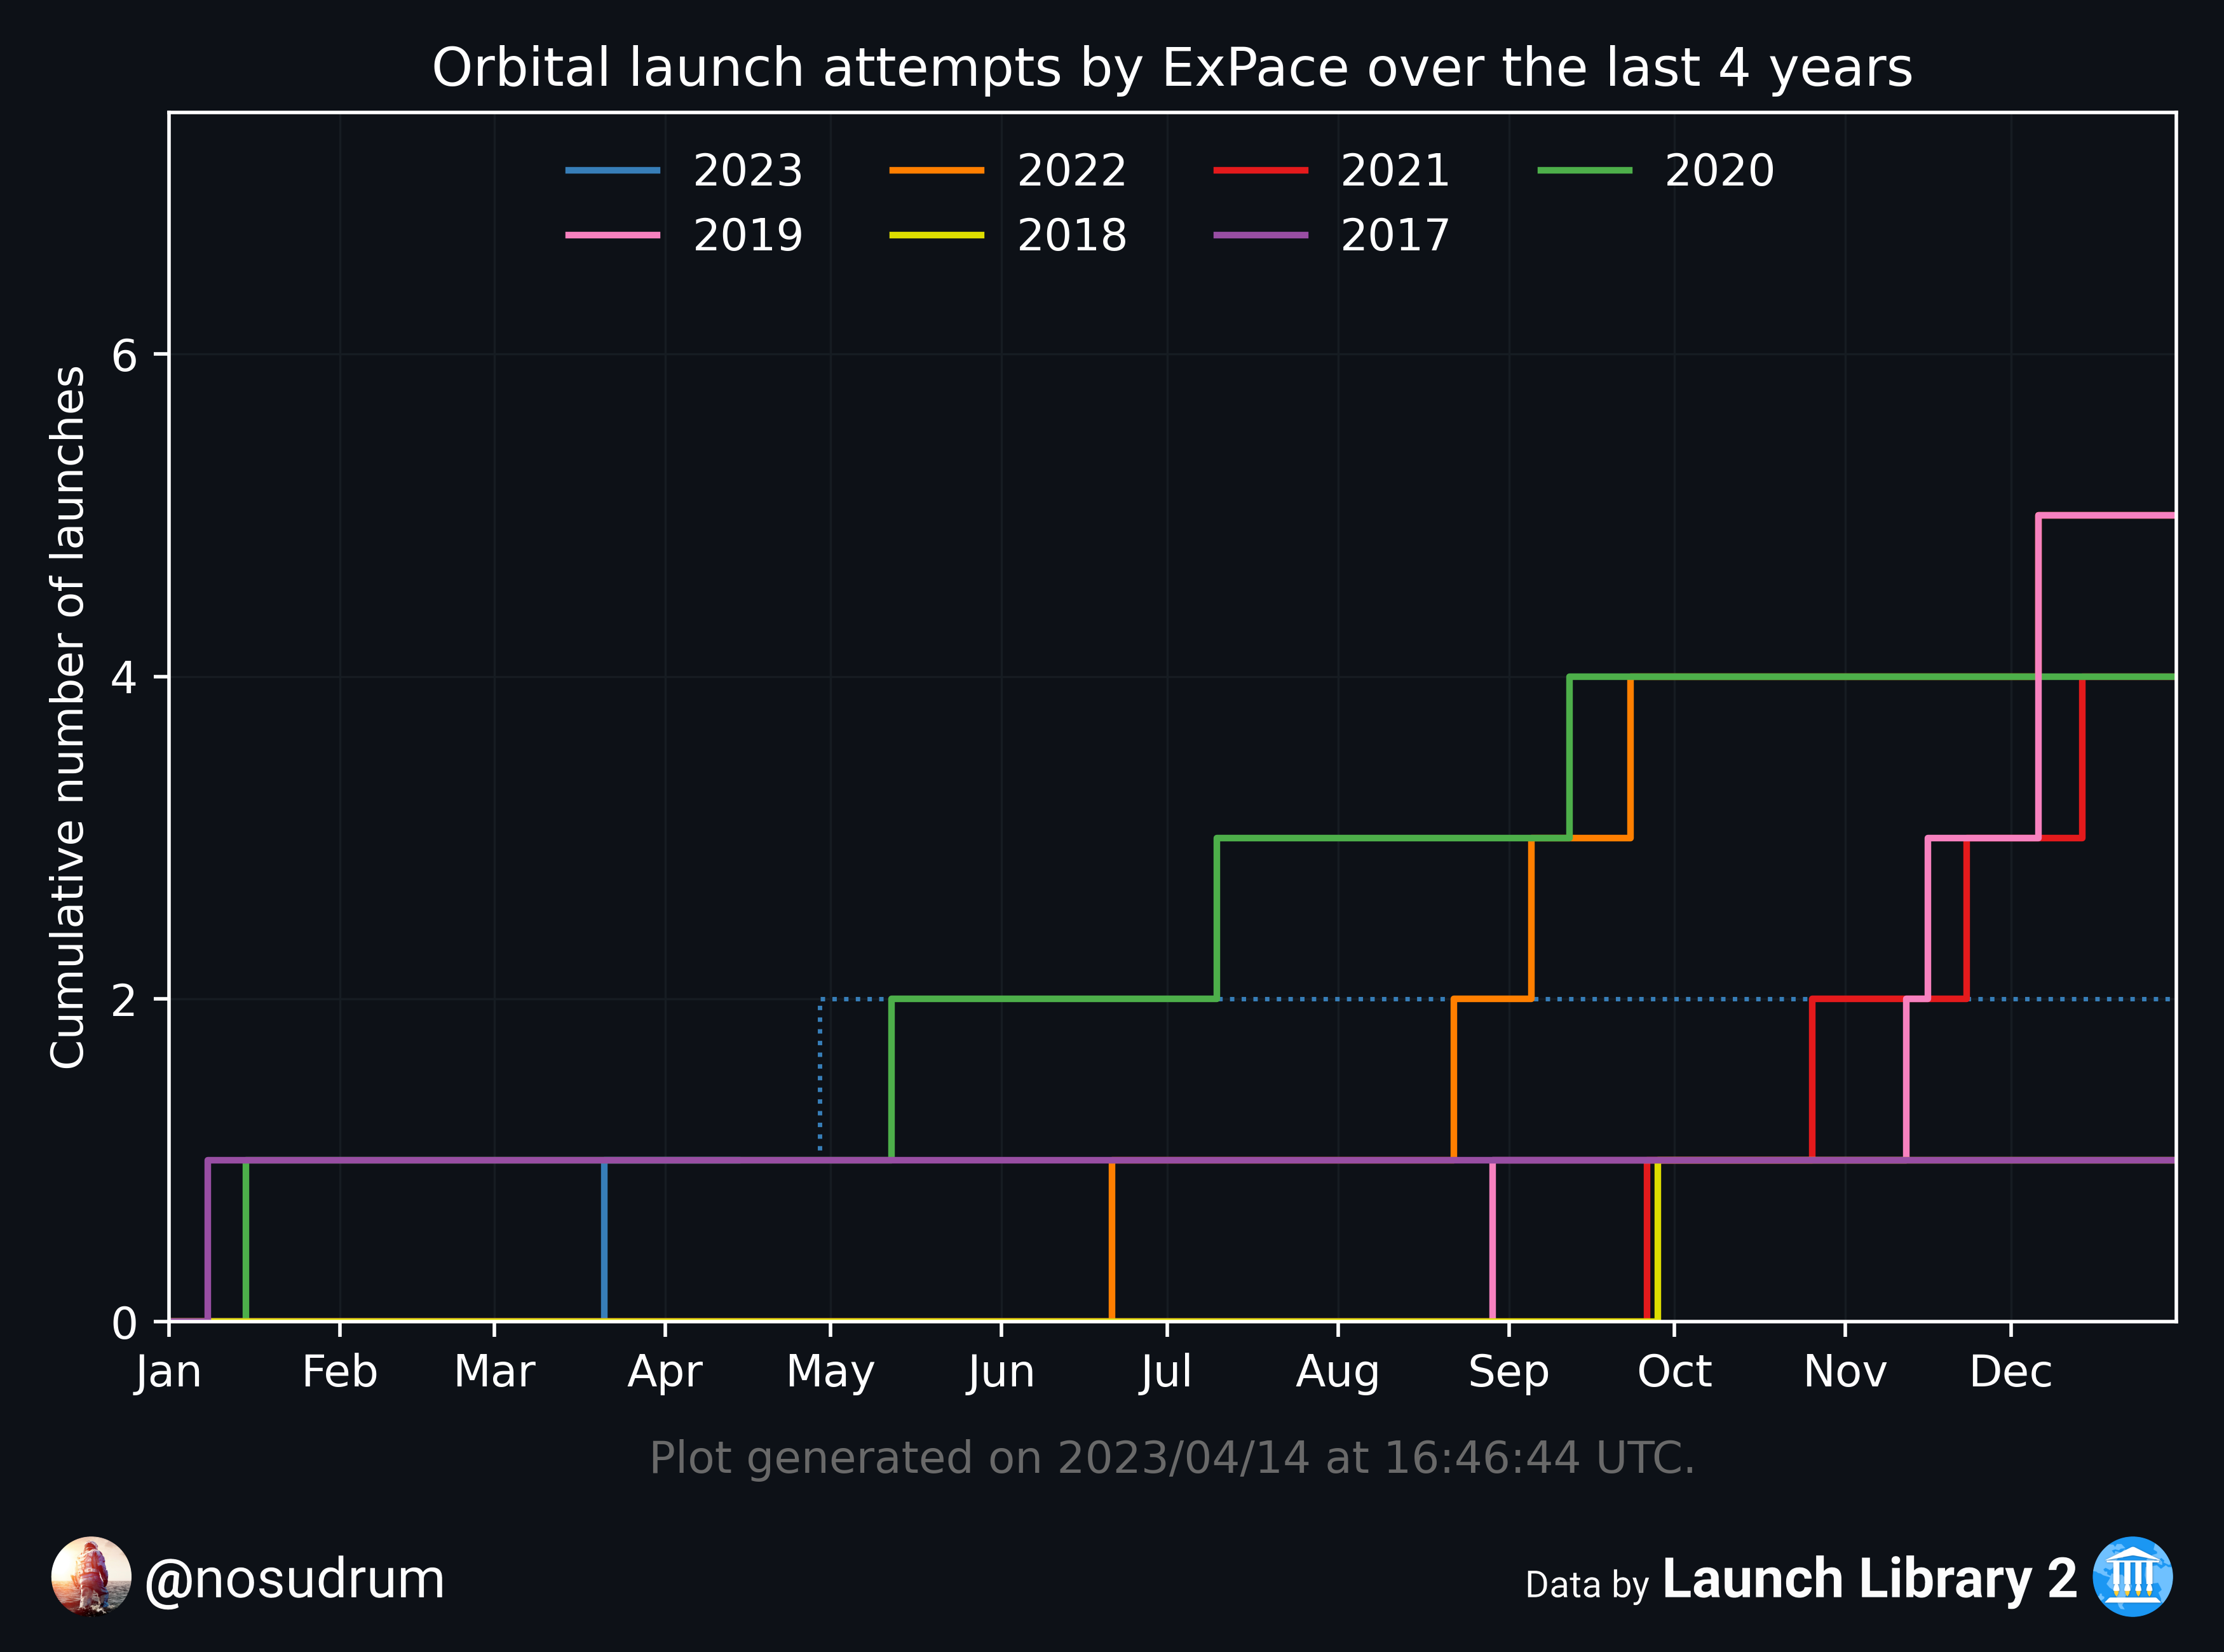 Orbital launch attempts by ExPace over the last 4 years
2023 2022 2021 2020
2019 2018 2017
Cumulative number of launches
6
4
2
0
Jan Feb Mar Apr May Jun Jul Aug Sep Oct Nov Dec
Plot generated on 2023/04/14 at 16:46:44 UTC.
@nosudrum
Data by Launch Library 2